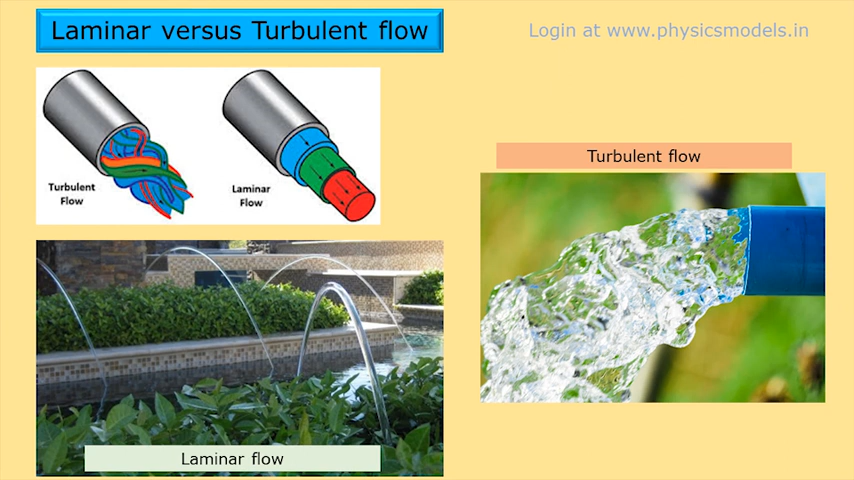 Laminar versus Turbulent flow
Login at www.physicsmodels.in
Turbulent
Flow
Laminar
Flow
Turbulent flow
Laminar flow